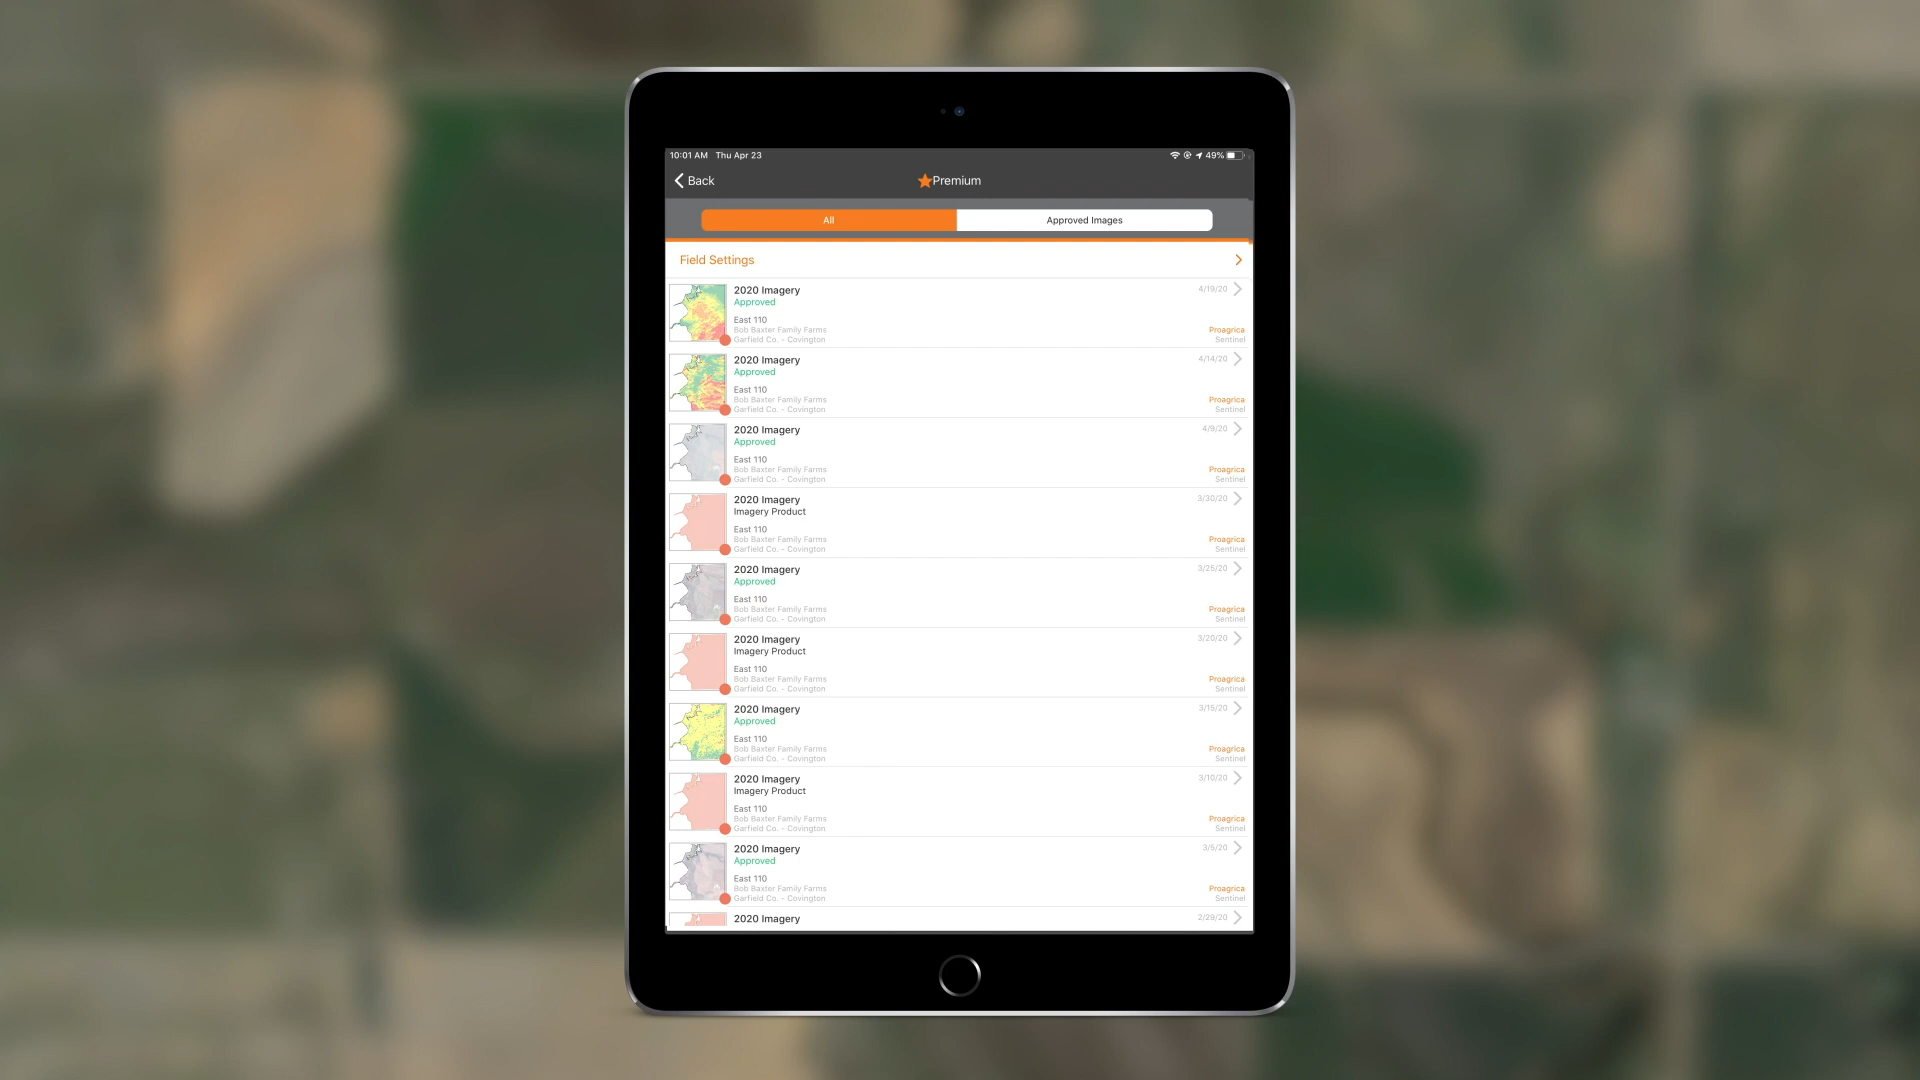 10:01 AM Thu Apr 23
49%
Back
Premium
All
Approved Images
Field Settings
2020 Imagery
4/19/20
Approved
East 110
Bob Baxter Family Farms
Proagrica
Garfield Co. - Covington
Sentinel
2020 Imagery
4/14/20
Approved
East 110
Bob Baxter Family Farms
Proagrica
Garfield Co. - Covington
Sentinel
2020 Imagery
4/9/20
Approved
East 110
Bob Baxter Family Farms
Proagrica
Garfield Co. - Covington
Sentinel
2020 Imagery
3/30/20
Imagery Product
East 110
Bob Baxter Family Farms
Proagrica
Garfield Co. - Covington
Sentinel
2020 Imagery
3/25/20
Approved
East 110
Bob Baxter Family Farms
Proagrica
Garfield Co. - Covington
Sentinel
2020 Imagery
3/20/20
Imagery Product
East 110
Bob Baxter Family Farms
Proagrica
Garfield Co. - Covington
Sentinel
2020 Imagery
3/15/20
Approved
East 110
Bob Baxter Family Farms
Proagrica
Garfield Co. - Covington
Sentinel
2020 Imagery
3/10/20
Imagery Product
East 110
Bob Baxter Family Farms
Proagrica
Garfield Co. - Covington
Sentinel
2020 Imagery
3/5/20
Approved
East 110
Bob Baxter Family Farms
Proagrica
Garfield Co. - Covington
Sentinel
2020 Imagery
2/29/20